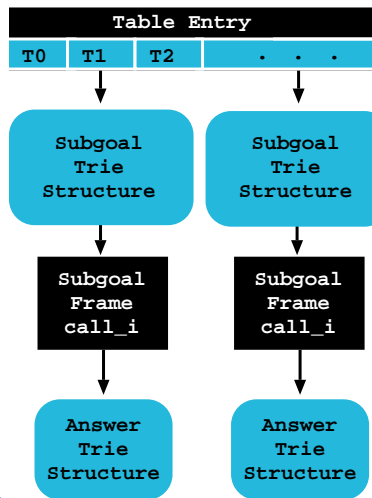 Table Entry
T0 T1 T2 . . .
Subgoal
Trie
Structure
Subgoal
Trie
Structure
Subgoal
Frame
call_i
Subgoal
Frame
call_i
Answer
Trie
Structure
Answer
Trie
Structure